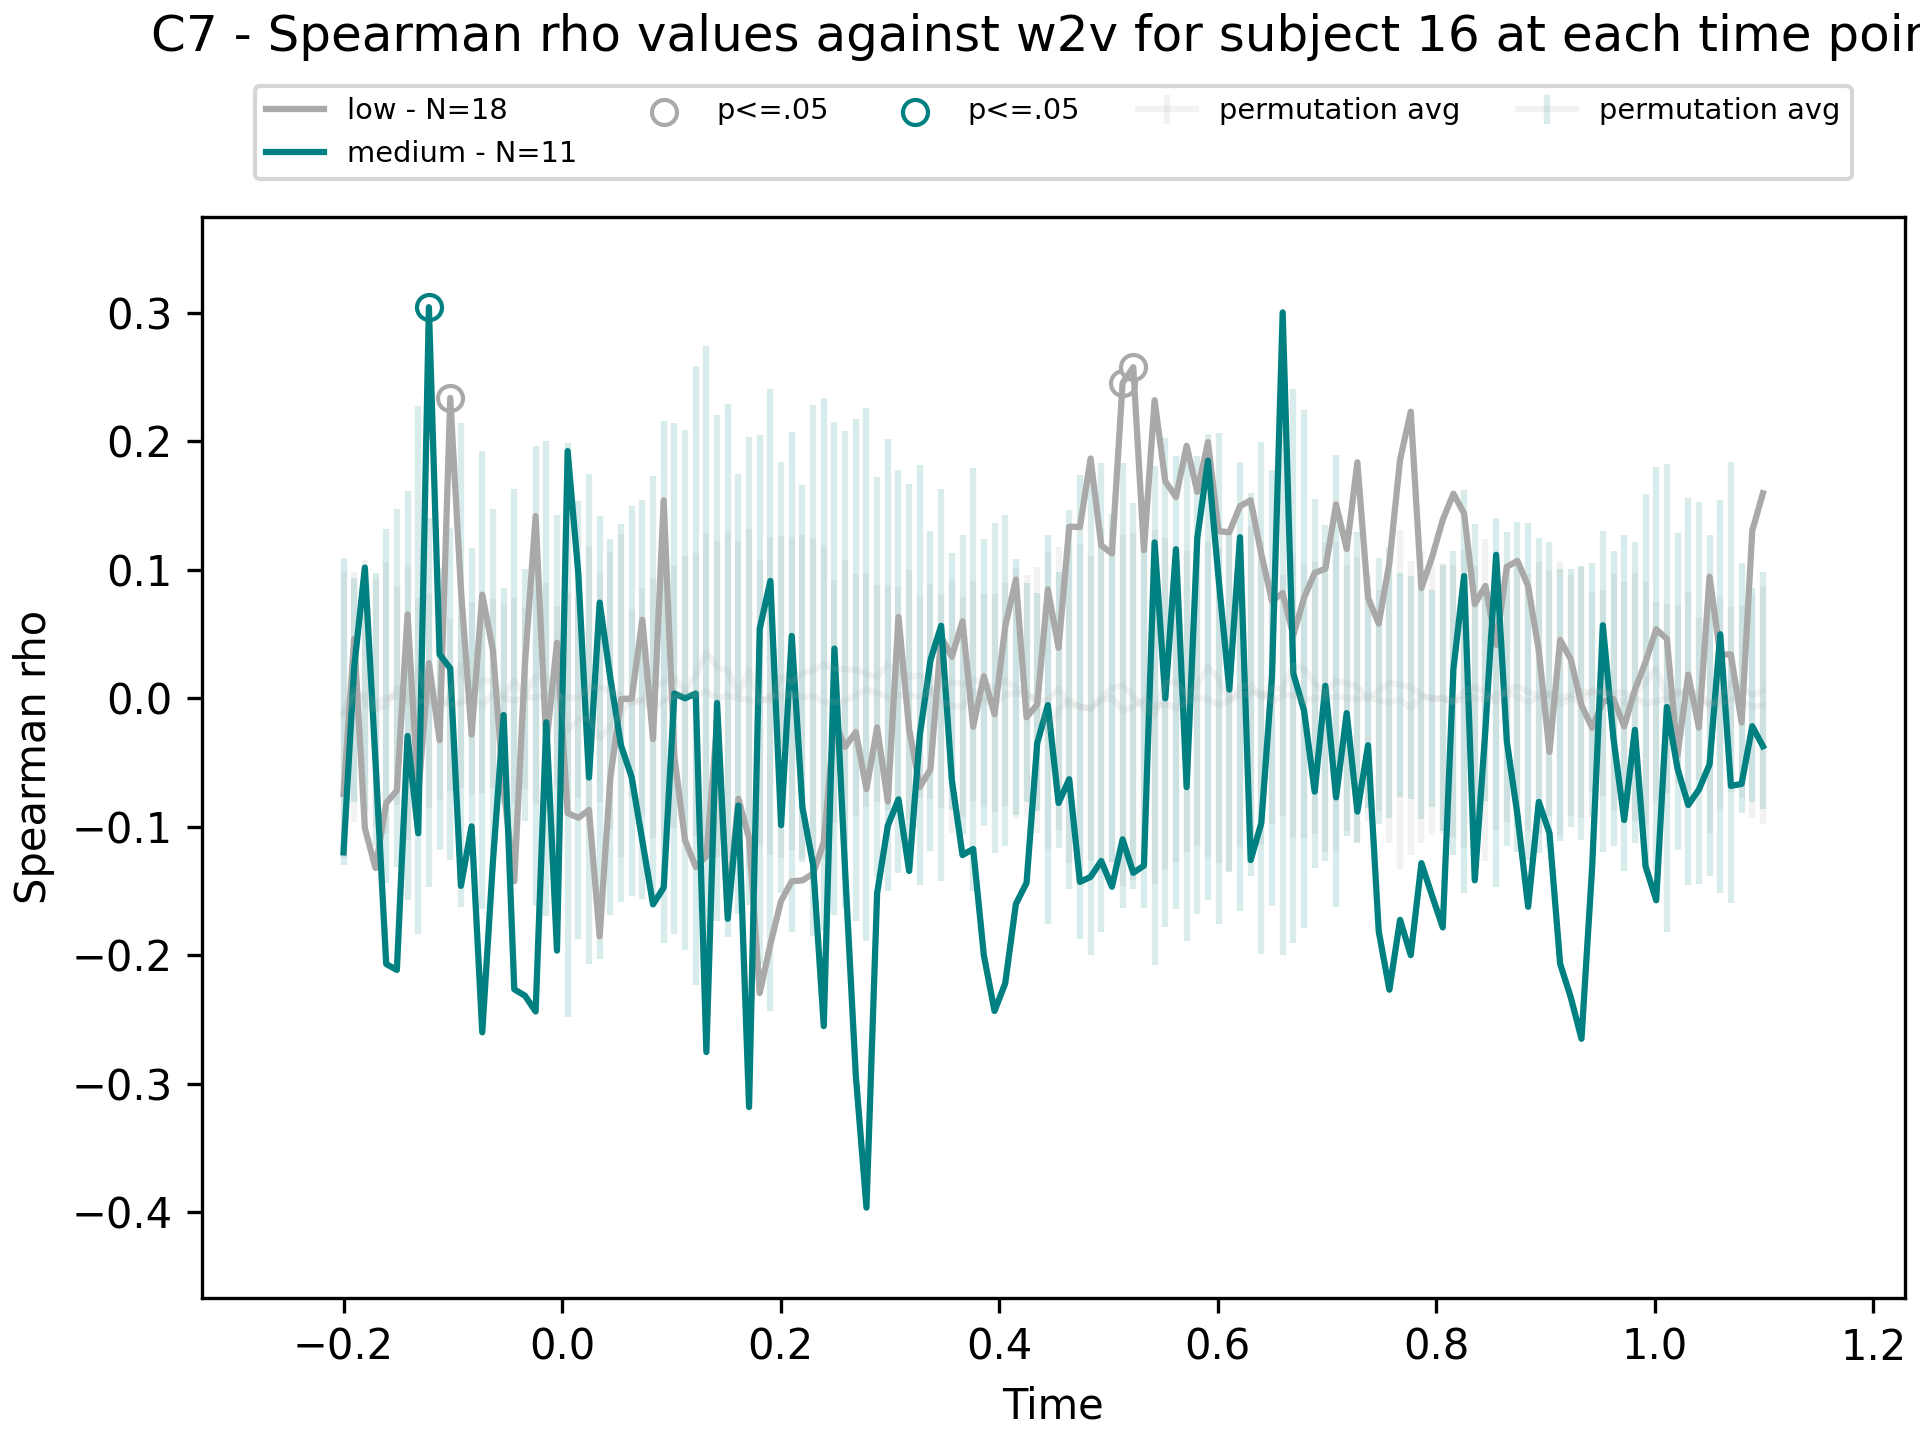 C7 - Spearman rho values against w2v for subject 16 at each time
low - N=18 p<=.05 p<=.05 permutation avg permutation avg
medium - N=11
0.3
0.2
0.1
0.0
−0.1
−0.2
−0.3
−0.4
Spearman rho
−0.2 0.0 0.2 0.4 0.6 0.8 1.0 1.2
Time